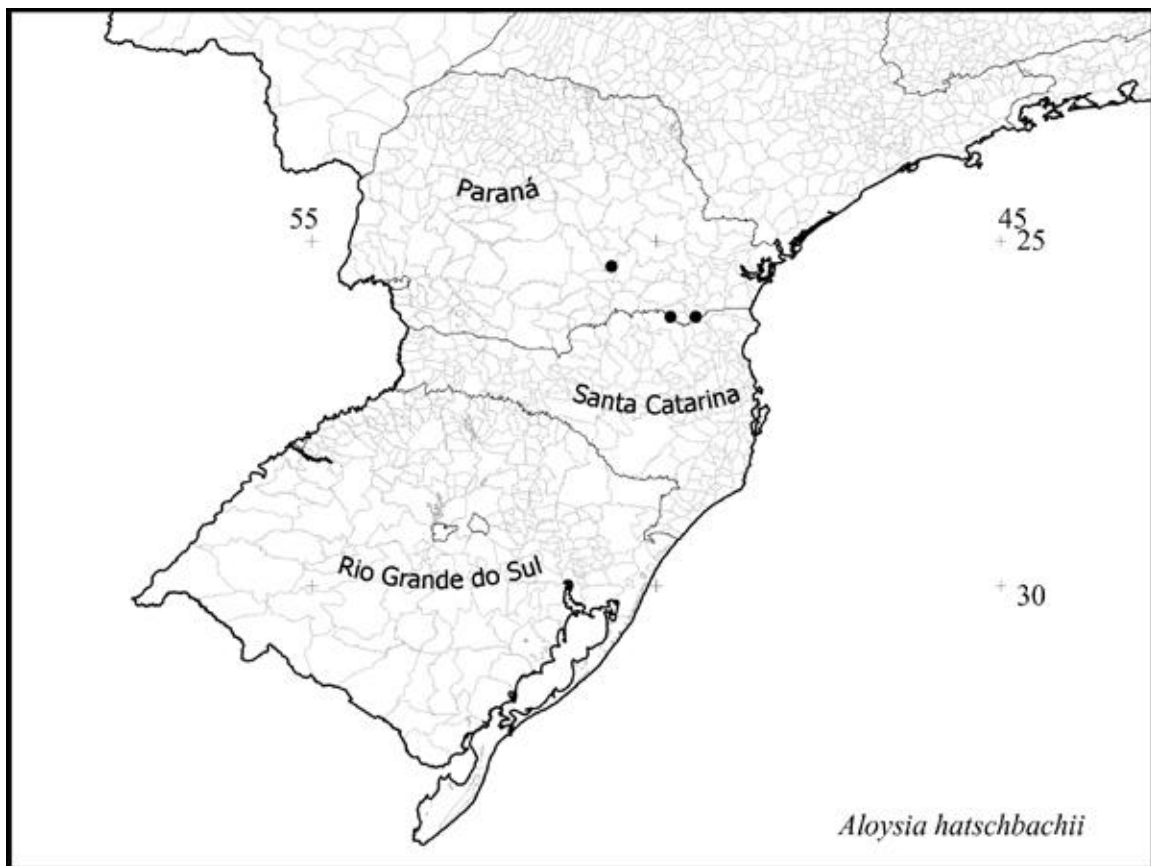 Paraná
55
45
25
Santa Catarina
Rio Grande do Sul
30
Aloysia hatschbachii